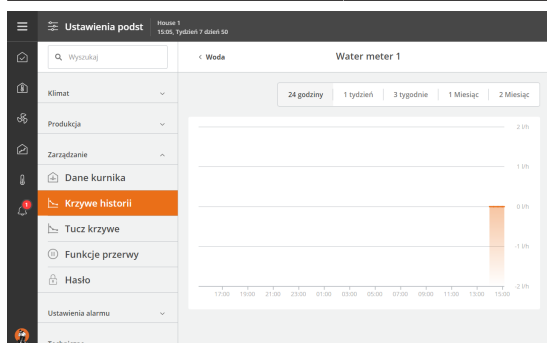 Ustawienia podst
House 1
15:05, Tydzień 7 dzień 50
Wyszukaj
Klimat
Produkcja
Zarządzanie
Dane kurnika
Krzywe historii
Tucz krzywe
Funkcje przerwy
Hasło
Ustawienia alarmu
1
Woda
Water meter 1
24 godziny
1 tydzień
3 tygodnie
1 Miesiąc
2 Miesiąc
2 l/h
1 l/h
0 l/h
-1 l/h
-2 l/h
17:00 19:00 21:00 23:00 01:00 03:00 05:00 07:00 09:00 11:00 13:00 15:00